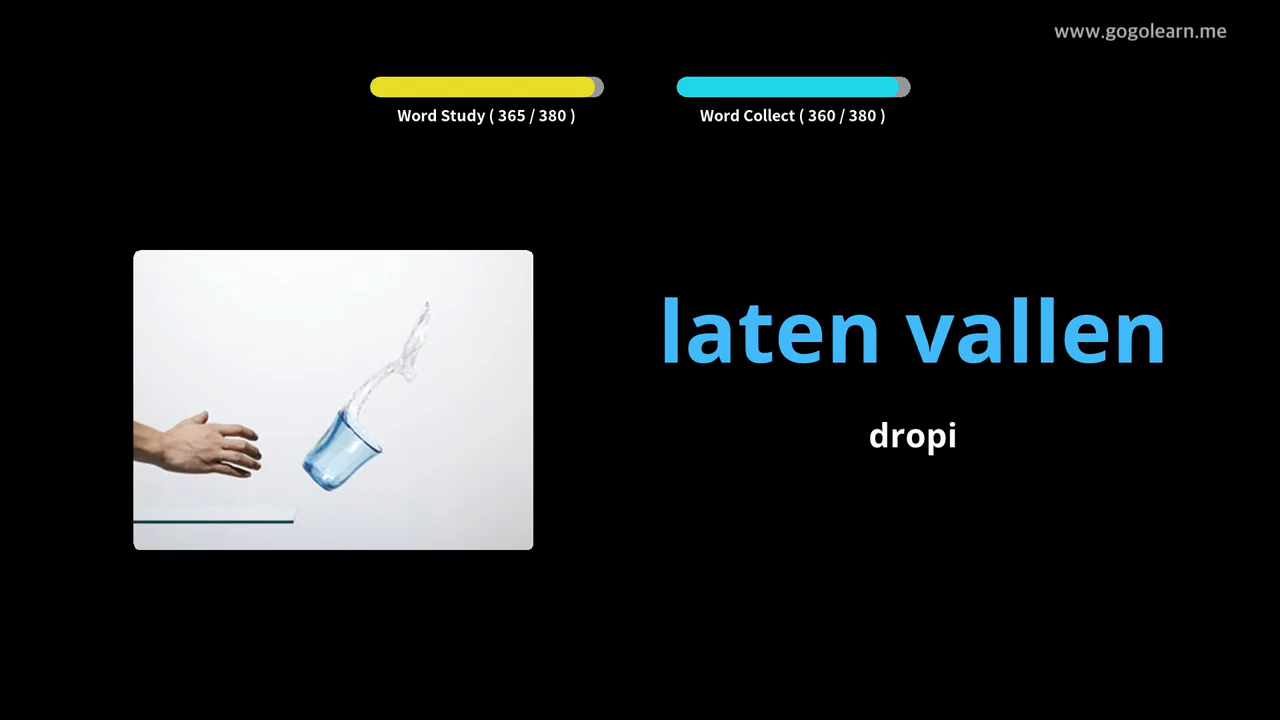 www.gogolearn.me
Word Study ( 365 / 380 )
Word Collect ( 360 / 380 )
laten vallen
dropi